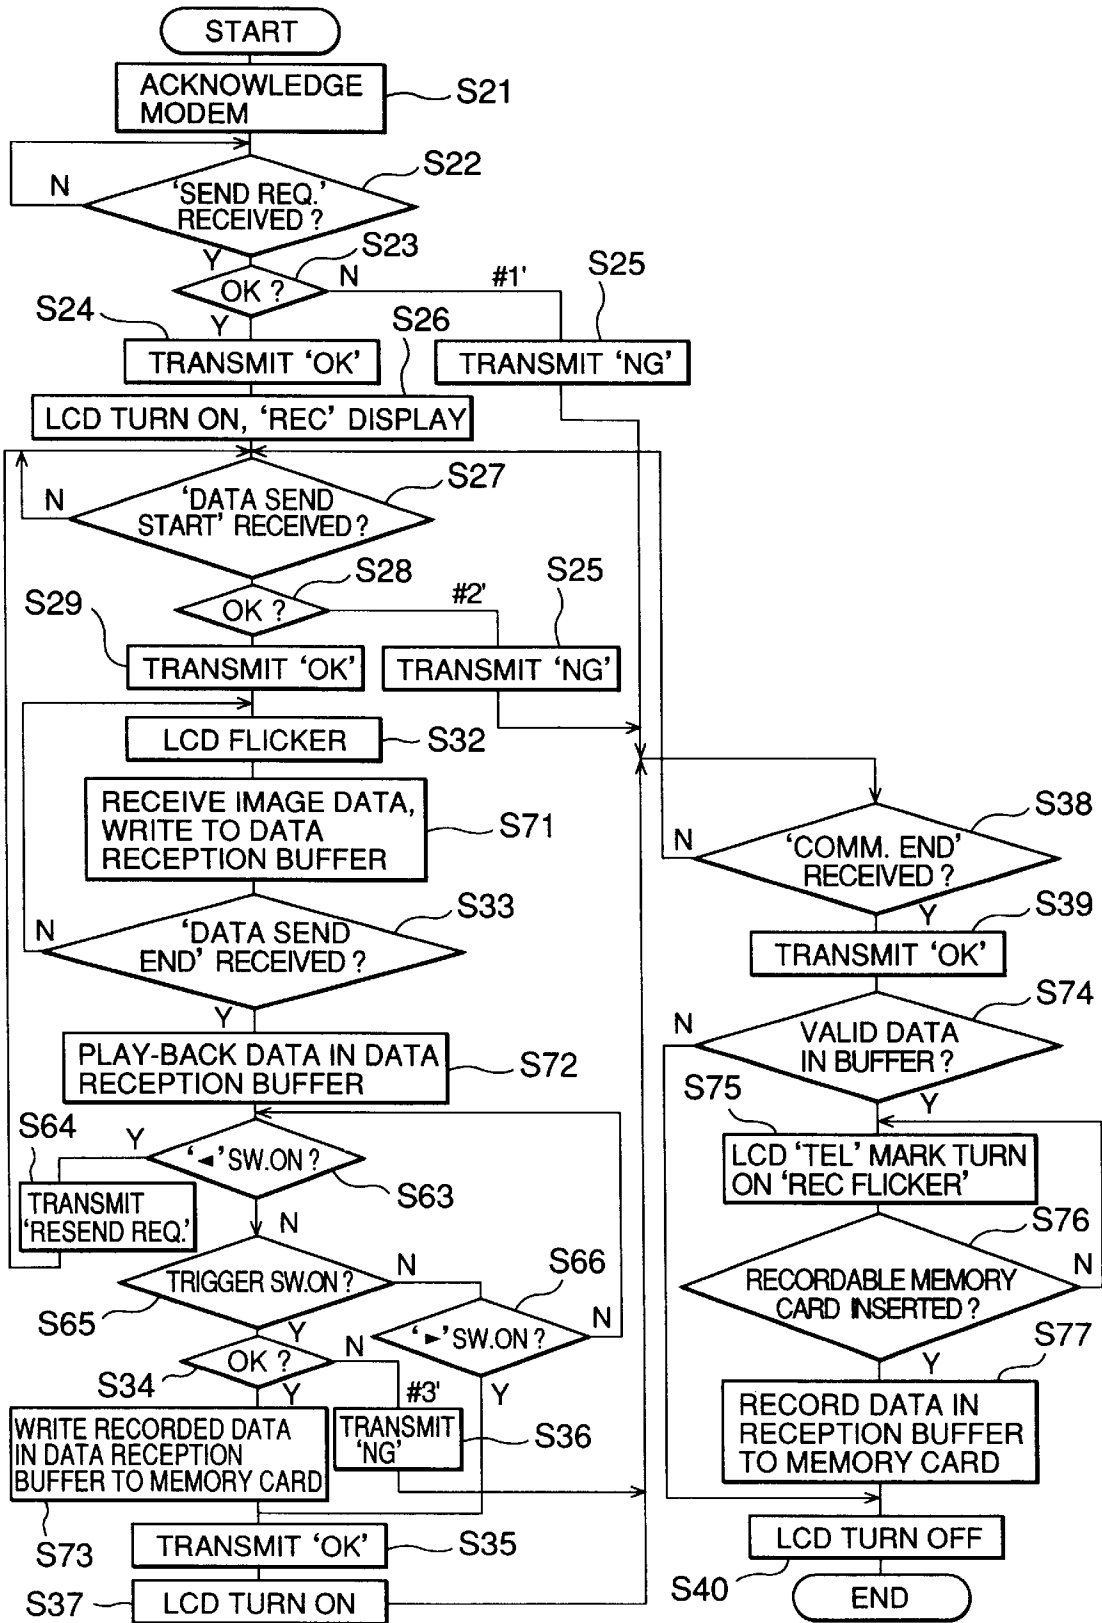 START
ACKNOWLEDGE
MODEM
S21
S22
N
'SEND REQ.'
RECEIVED ?
Y
S23
OK ?
N
#1'
S25
S24
Y
S26
TRANSMIT 'OK'
TRANSMIT 'NG'
LCD TURN ON, 'REC' DISPLAY
S27
N
'DATA SEND
START' RECEIVED ?
S28
S25
S29
OK ?
#2'
TRANSMIT 'OK'
TRANSMIT 'NG'
LCD FLICKER
S32
RECEIVE IMAGE DATA,
WRITE TO DATA
RECEPTION BUFFER
S71
S33
N
'DATA SEND
END' RECEIVED ?
Y
PLAY-BACK DATA IN DATA
RECEPTION BUFFER
S72
S64
Y
'◄' SW.ON ?
S63
TRANSMIT
'RESEND REQ.'
N
TRIGGER SW.ON ?
N
S66
S65
Y
'►' SW.ON ?
N
OK ?
N
S34
Y
#3'
Y
WRITE RECORDED DATA
IN DATA RECEPTION
BUFFER TO MEMORY CARD
TRANSMIT
'NG'
S36
S73
TRANSMIT 'OK'
S35
S37
LCD TURN ON
S38
N
'COMM. END'
RECEIVED ?
Y
S39
TRANSMIT 'OK'
S74
N
VALID DATA
IN BUFFER ?
S75
Y
LCD 'TEL' MARK TURN
ON 'REC FLICKER'
S76
RECORDABLE MEMORY
CARD INSERTED ?
N
Y
S77
RECORD DATA IN
RECEPTION BUFFER
TO MEMORY CARD
LCD TURN OFF
S40
END